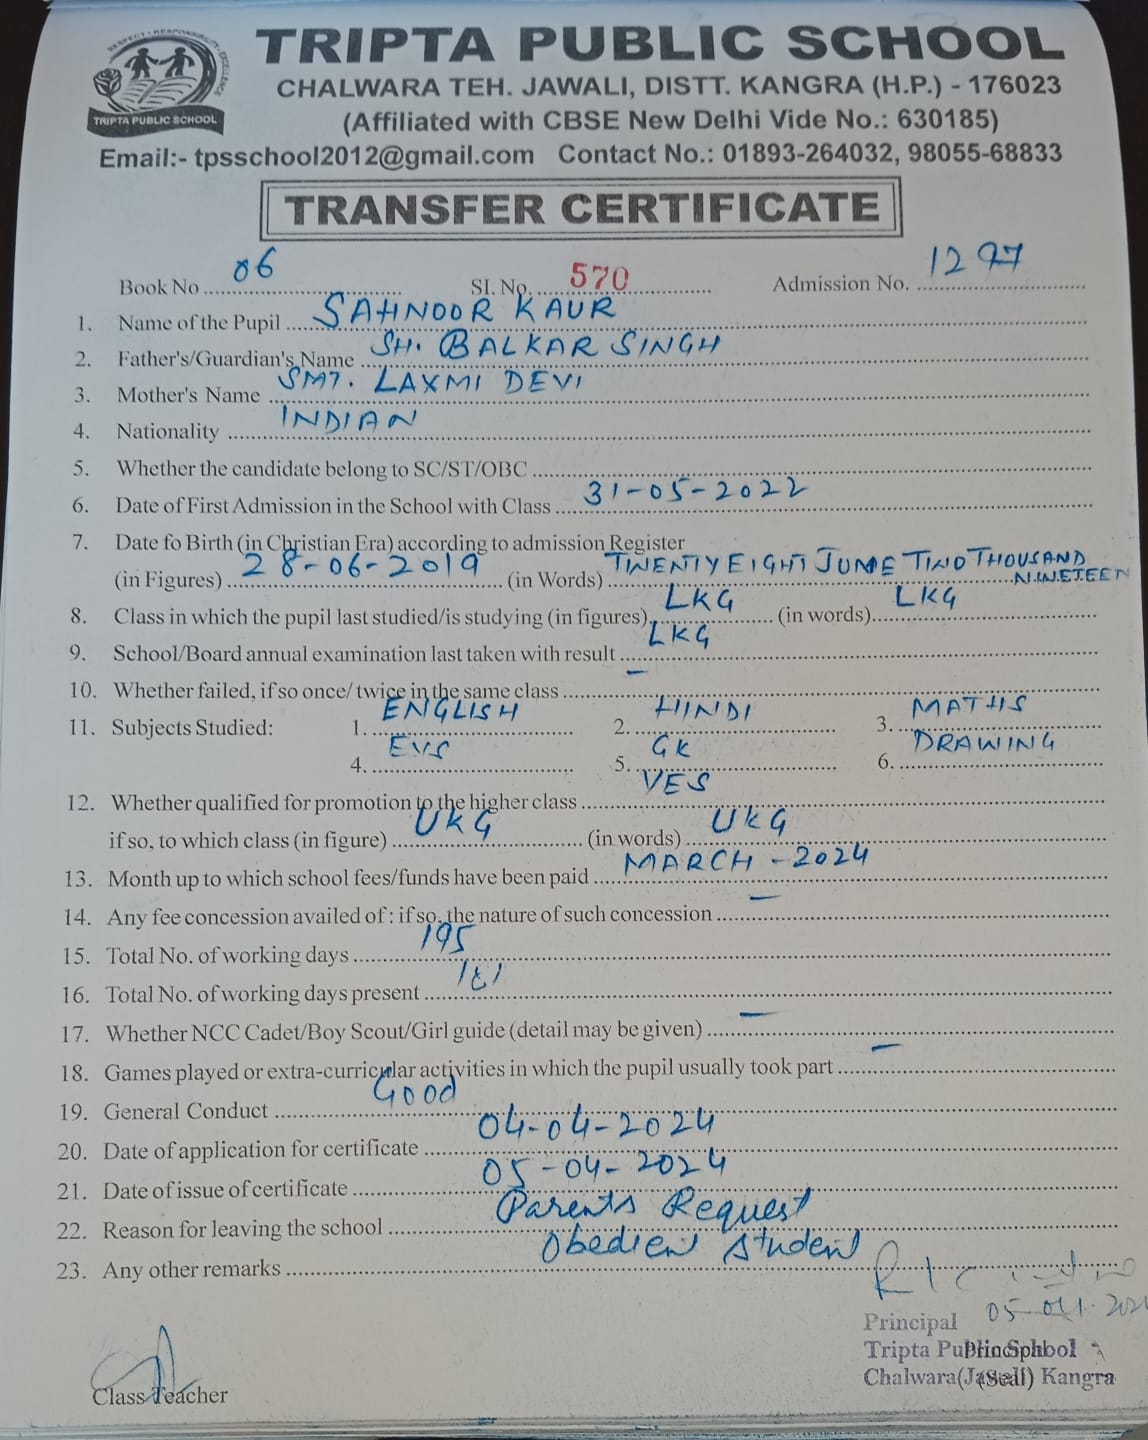 RESPECT - RESPONSIBILITY - EXCELLENCE
TRIPTA PUBLIC SCHOOL
TRIPTA PUBLIC SCHOOL
CHALWARA TEH. JAWALI, DISTT. KANGRA (H.P.) - 176023
(Affiliated with CBSE New Delhi Vide No.: 630185)
Email:- tpsschool2012@gmail.com Contact No.: 01893-264032, 98055-68833
TRANSFER CERTIFICATE
Book No 06 SI. No. 570 Admission No. 1297
1. Name of the Pupil SAHNOOR KAUR
2. Father's/Guardian's Name SH. BALKAR SINGH
3. Mother's Name SMT. LAXMI DEVI
4. Nationality INDIAN
5. Whether the candidate belong to SC/ST/OBC
6. Date of First Admission in the School with Class 31-05-2022
7. Date fo Birth (in Christian Era) according to admission Register
(in Figures) 28-06-2019 (in Words) TWENTY EIGHT JUNE TWO THOUSAND NINETEEN
8. Class in which the pupil last studied/is studying (in figures) LKG (in words) LKG
9. School/Board annual examination last taken with result LKG
10. Whether failed, if so once/ twice in the same class –
11. Subjects Studied: 1. ENGLISH 2. HINDI 3. MATHS
4. EVS 5. GK 6. DRAWING
12. Whether qualified for promotion to the higher class YES
if so, to which class (in figure) UKG (in words) UKG
13. Month up to which school fees/funds have been paid MARCH - 2024
14. Any fee concession availed of : if so, the nature of such concession –
15. Total No. of working days 195
16. Total No. of working days present
17. Whether NCC Cadet/Boy Scout/Girl guide (detail may be given) –
18. Games played or extra-curricular activities in which the pupil usually took part –
19. General Conduct Good
20. Date of application for certificate 04-04-2024
21. Date of issue of certificate 05-04-2024
22. Reason for leaving the school Parents Request
23. Any other remarks Obedient Student
05-04-202
Principal
Tripta Public School
Principal
Chalwara(Jawali) Kangra
(Seal)
Class Teacher